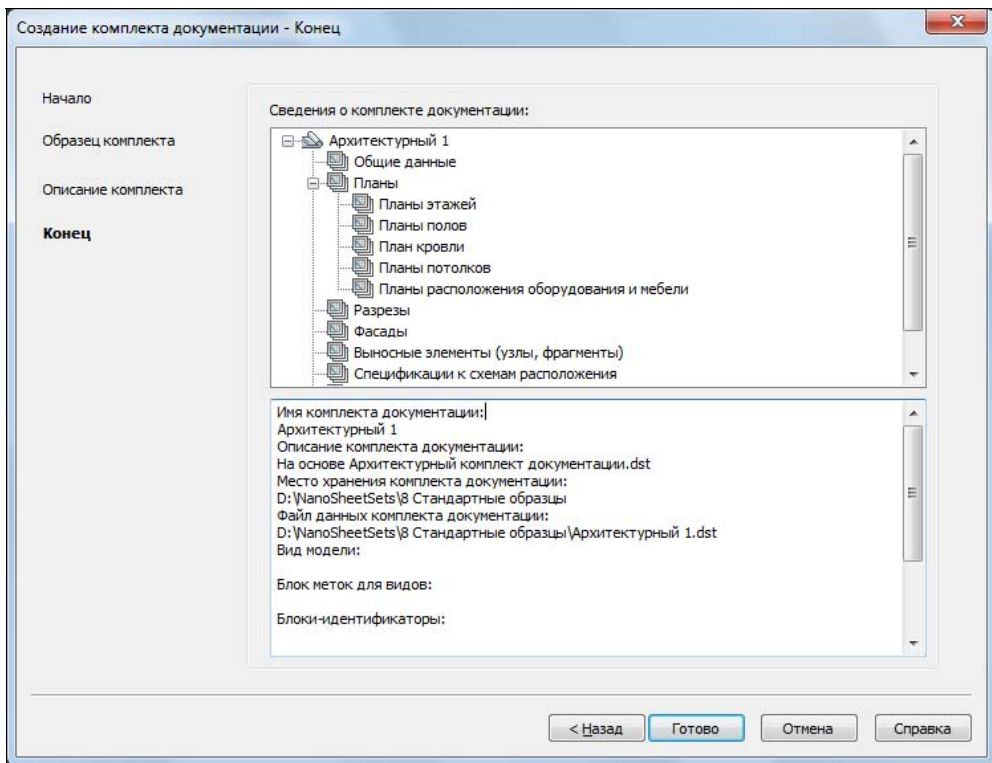 Создание комплекта документации - Конец
Начало
Образец комплекта
Описание комплекта
Конец
Сведения о комплекте документации:
Архитектурный 1
Общие данные
Планы
Планы этажей
Планы полов
План кровли
Планы потолков
Планы расположения оборудования и мебели
Разрезы
Фасады
Выносные элементы (узлы, фрагменты)
Спецификации к схемам расположения
Имя комплекта документации:
Архитектурный 1
Описание комплекта документации:
На основе Архитектурный комплект документации.dst
Место хранения комплекта документации:
D:\NanoSheetSets\8 Стандартные образцы
Файл данных комплекта документации:
D:\NanoSheetSets\8 Стандартные образцы\Архитектурный 1.dst
Вид модели:
Блок меток для видов:
Блоки-идентификаторы:
< Назад Готово Отмена Справка